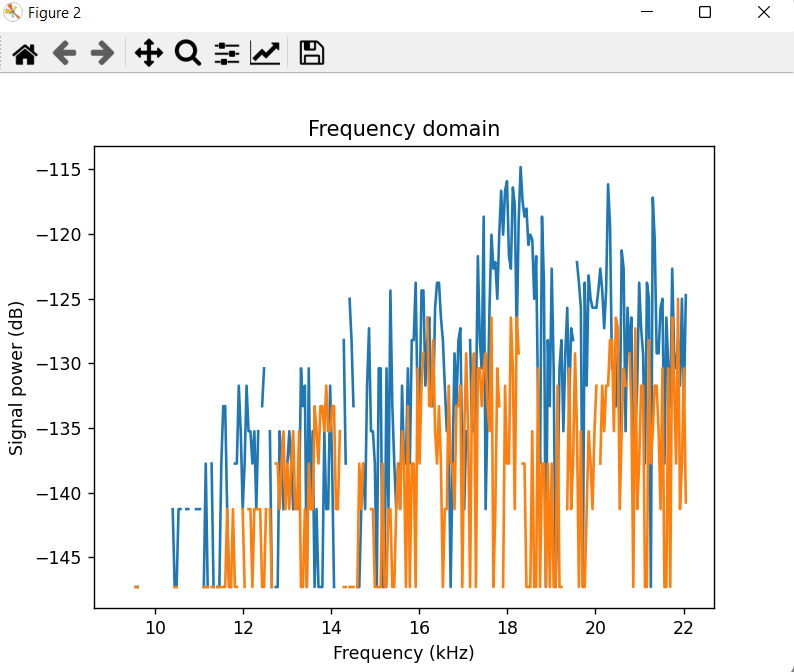 Figure 2
Frequency domain
−115
−120
−125
−130
−135
−140
−145
Signal power (dB)
10 12 14 16 18 20 22
Frequency (kHz)